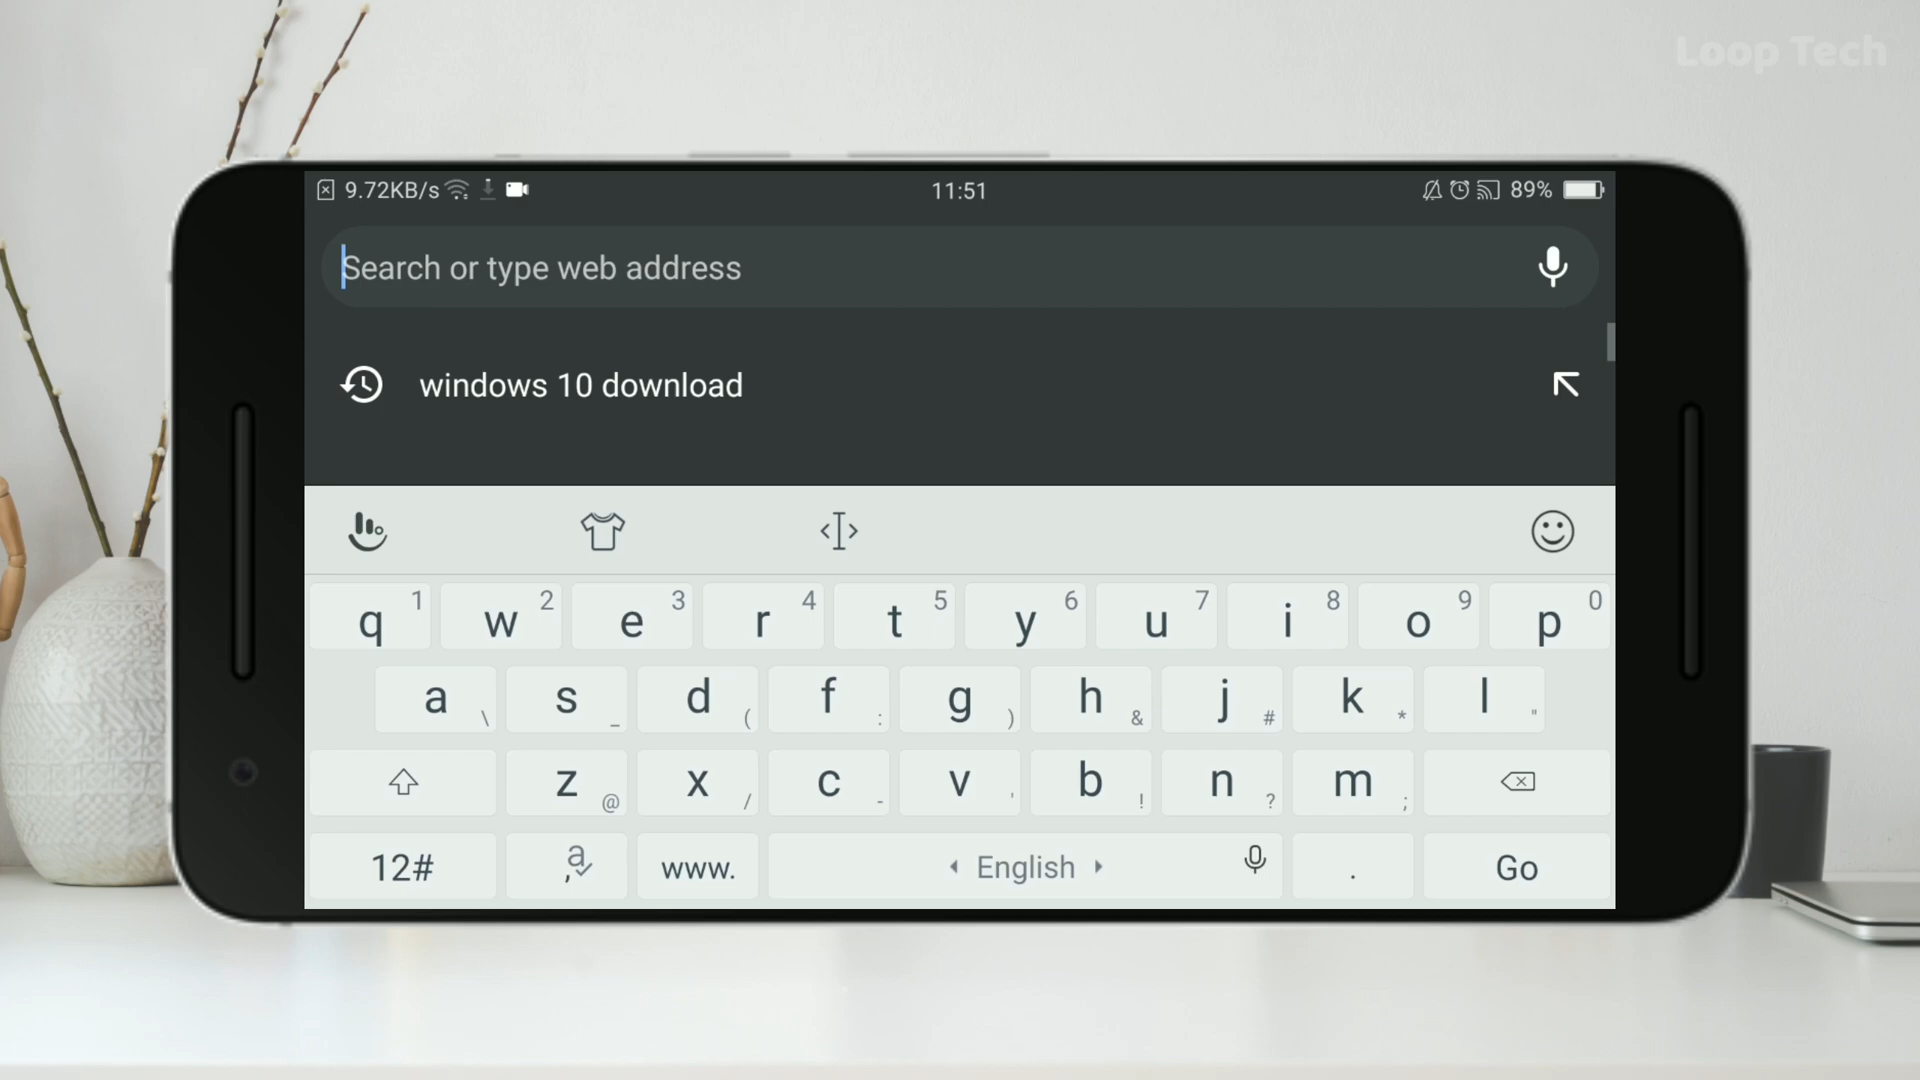 Loop Tech
9.72KB/s 11:51 89%
Search or type web address
windows 10 download
q 1 w 2 e 3 r 4 t 5 y 6 u 7 i 8 o 9 p 0
a \ s _ d ( f : g ) h & j # k * l "
z @ x / c - v ' b ! n ? m ;
12# , a www. English . Go